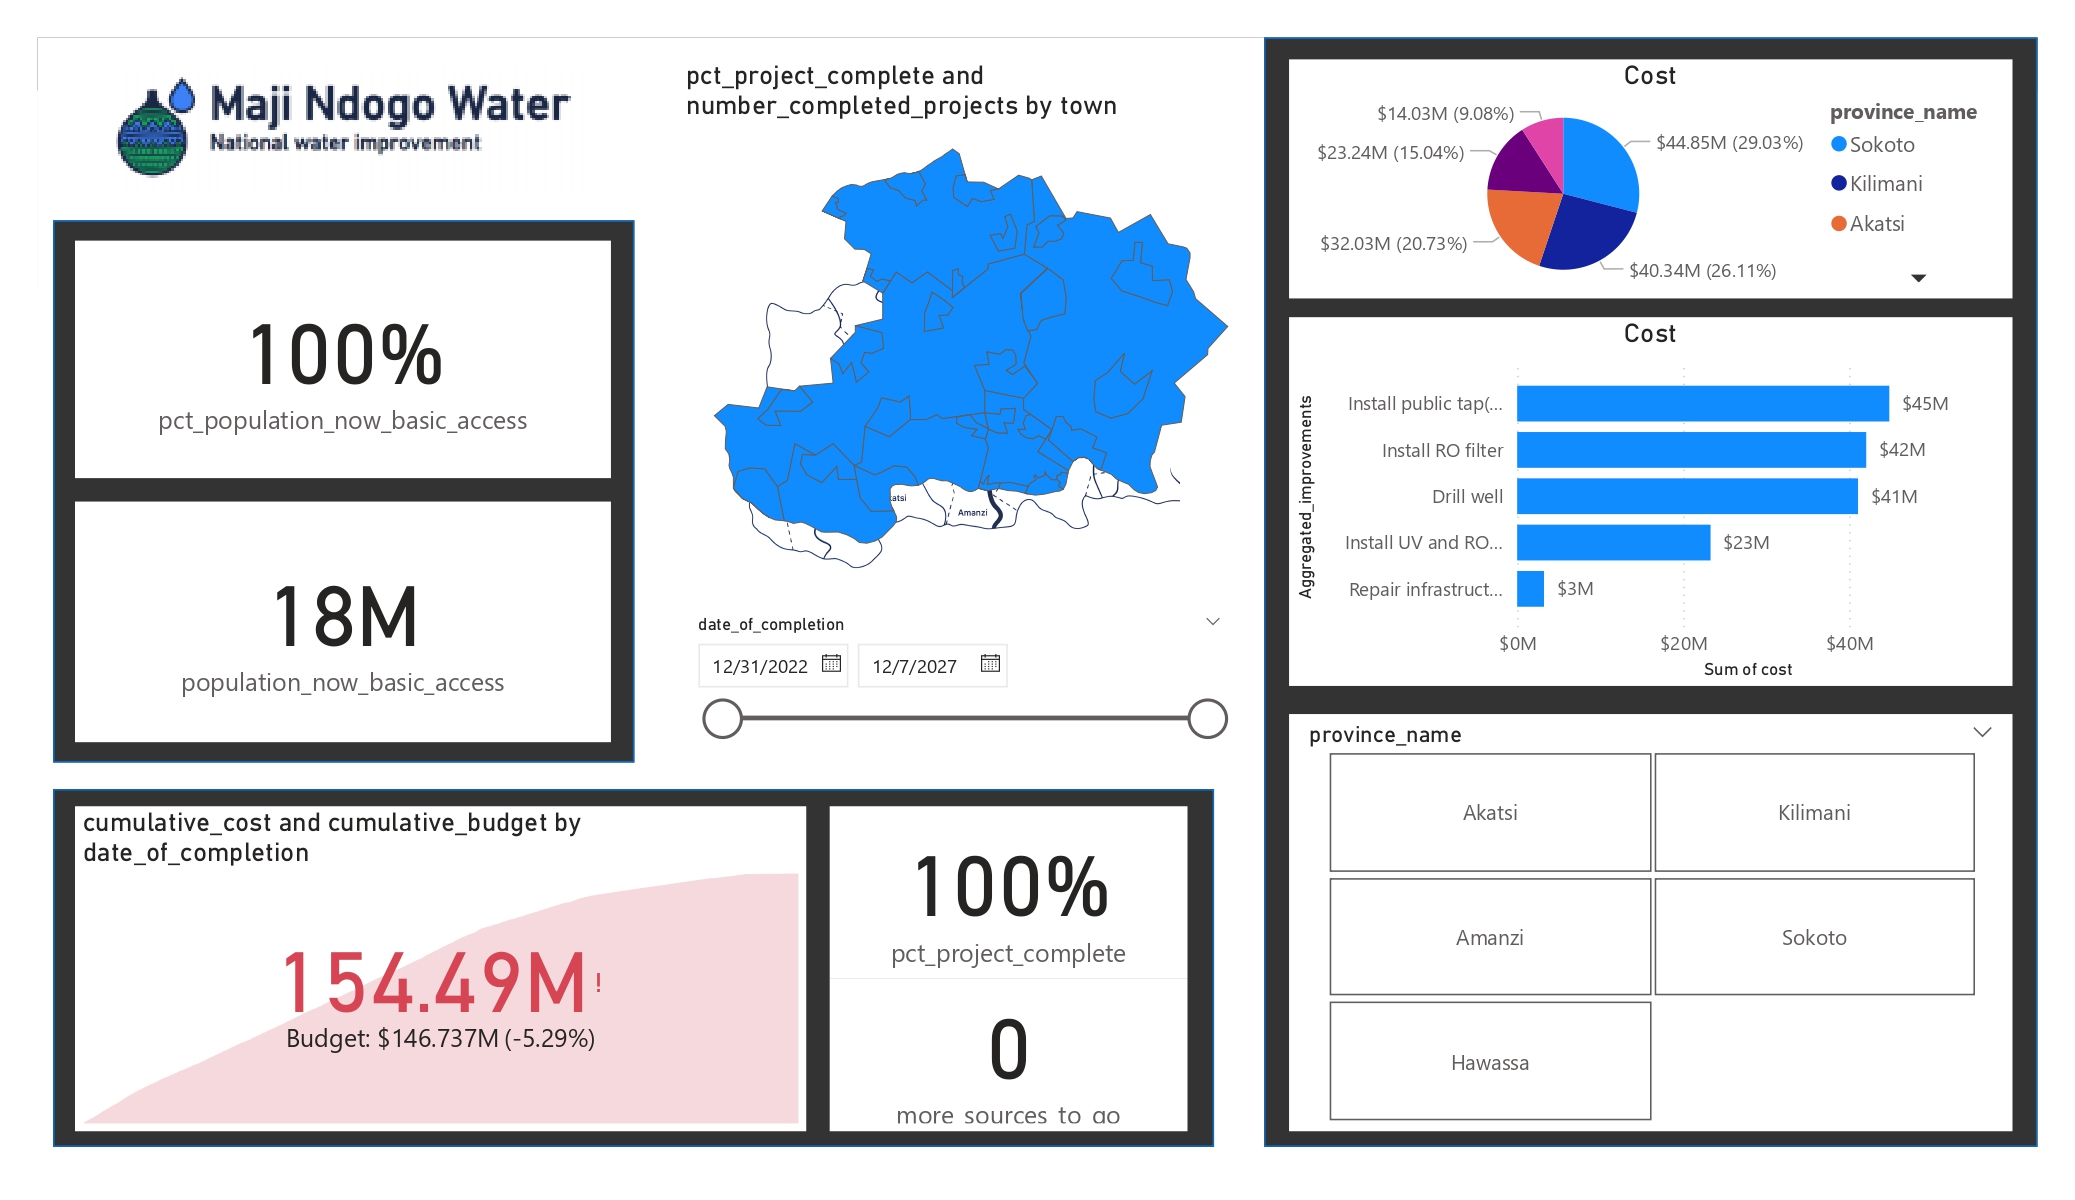 Maji Ndogo Water
National water improvement
100%
pct_population_now_basic_access
18M
population_now_basic_access
pct_project_complete and
number_completed_projects by town
atsi
Amanzi
date_of_completion
12/31/2022
12/7/2027
cumulative_cost and cumulative_budget by
date_of_completion
154.49M!
Budget: $146.737M (-5.29%)
100%
pct_project_complete
0
more_sources_to_go
Cost
$14.03M (9.08%)
$23.24M (15.04%)
$32.03M (20.73%)
$44.85M (29.03%)
$40.34M (26.11%)
province_name
Sokoto
Kilimani
Akatsi
Cost
Aggregated_improvements
Install public tap(... $45M
Install RO filter $42M
Drill well $41M
Install UV and RO... $23M
Repair infrastruct... $3M
$0M $20M $40M
Sum of cost
province_name
Akatsi
Kilimani
Amanzi
Sokoto
Hawassa